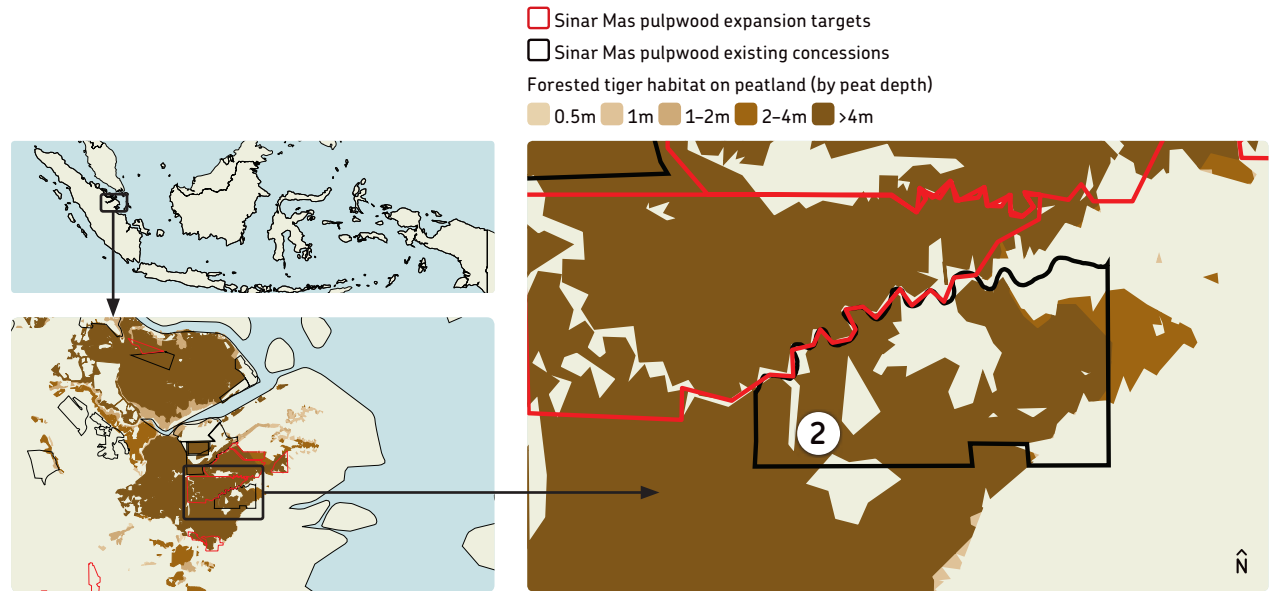 Sinar Mas pulpwood expansion targets
Sinar Mas pulpwood existing concessions
Forested tiger habitat on peatland (by peat depth)
0.5m 1m 1–2m 2–4m >4m
2
N